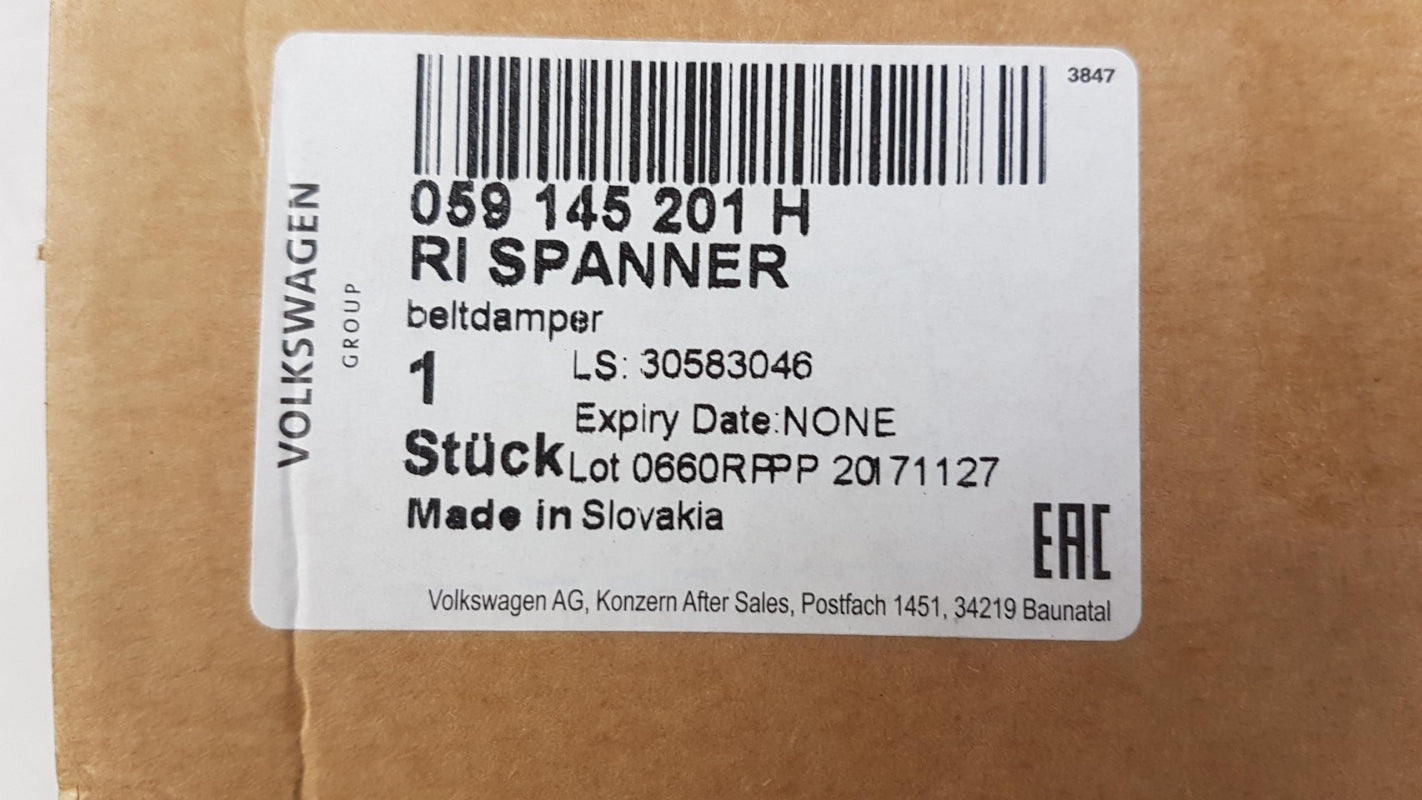 3847
059 145 201 H
RI SPANNER
beltdamper
1 LS: 30583046
Expiry Date:NONE
Stück Lot 0660RPPP 20171127
Made in Slovakia
EAC
Volkswagen AG, Konzern After Sales, Postfach 1451, 34219 Baunatal
VOLKSWAGEN
GROUP